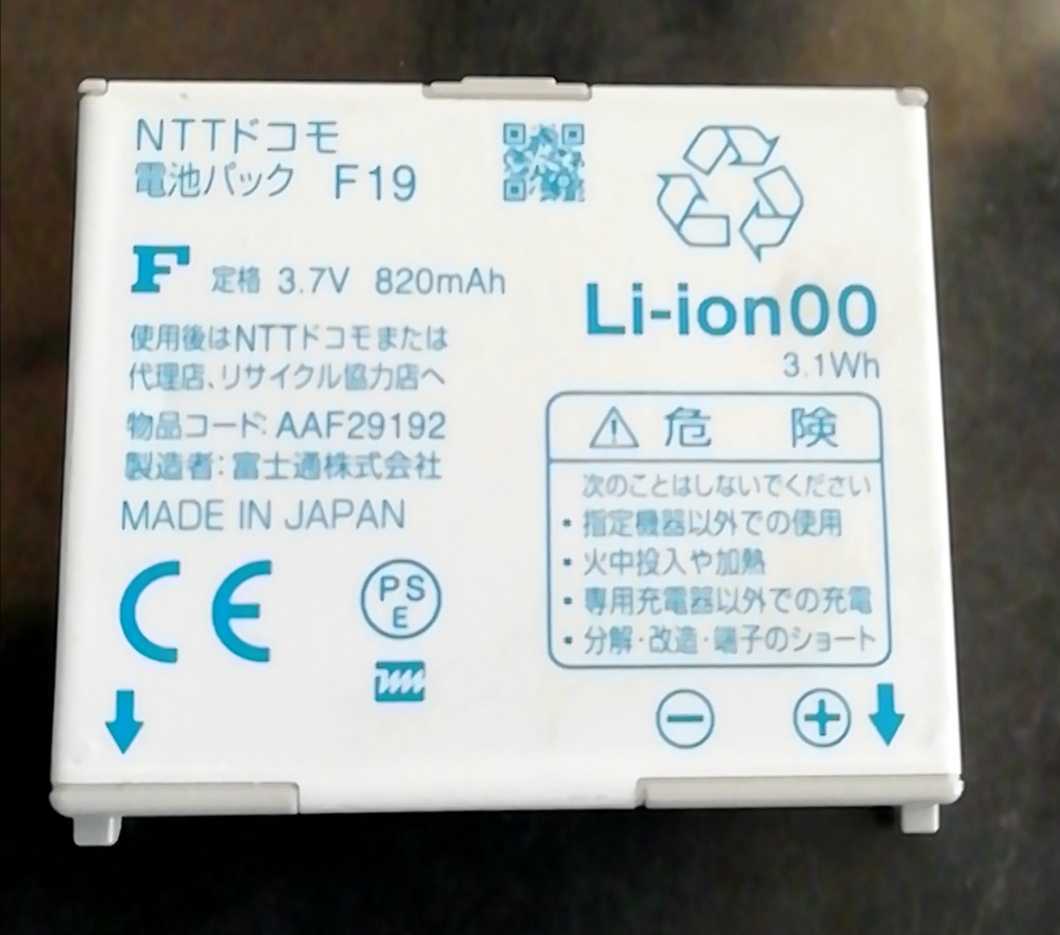 NTTドコモ
電池パック F19
F 定格 3.7V 820mAh
使用後はNTTドコモまたは
代理店、リサイクル協力店へ
物品コード: AAF29192
製造者: 富士通株式会社
MADE IN JAPAN
CE
PS
E
Li-ion00
3.1Wh
⚠危 険
次のことはしないでください
・指定機器以外での使用
・火中投入や加熱
・専用充電器以外での充電
・分解・改造・端子のショート
− +